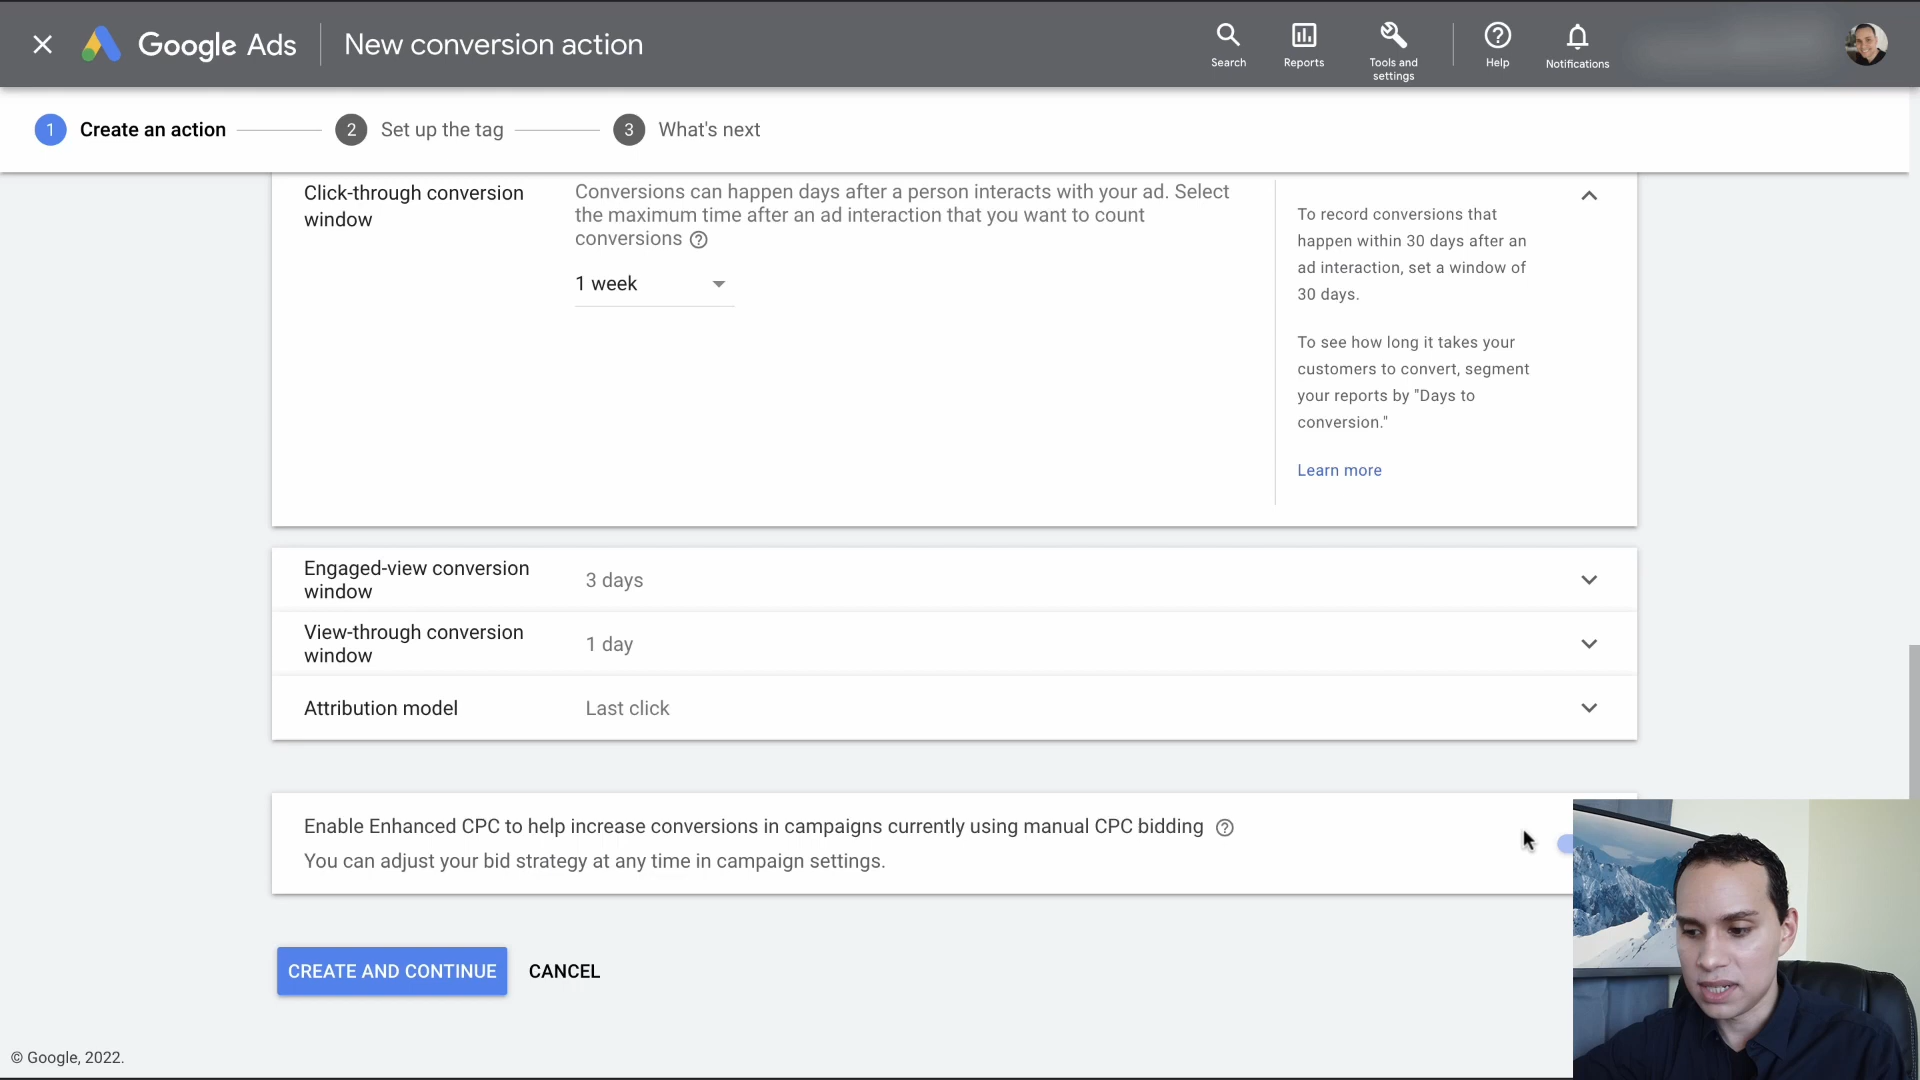 Google Ads
New conversion action
Search
Reports
Tools and
settings
Help
Notifications
1 Create an action
2 Set up the tag
3 What's next
Click-through conversion
window
Conversions can happen days after a person interacts with your ad. Select
the maximum time after an ad interaction that you want to count
conversions
1 week
To record conversions that
happen within 30 days after an
ad interaction, set a window of
30 days.
To see how long it takes your
customers to convert, segment
your reports by "Days to
conversion."
Learn more
Engaged-view conversion
window
3 days
View-through conversion
window
1 day
Attribution model
Last click
Enable Enhanced CPC to help increase conversions in campaigns currently using manual CPC bidding
You can adjust your bid strategy at any time in campaign settings.
CREATE AND CONTINUE
CANCEL
© Google, 2022.